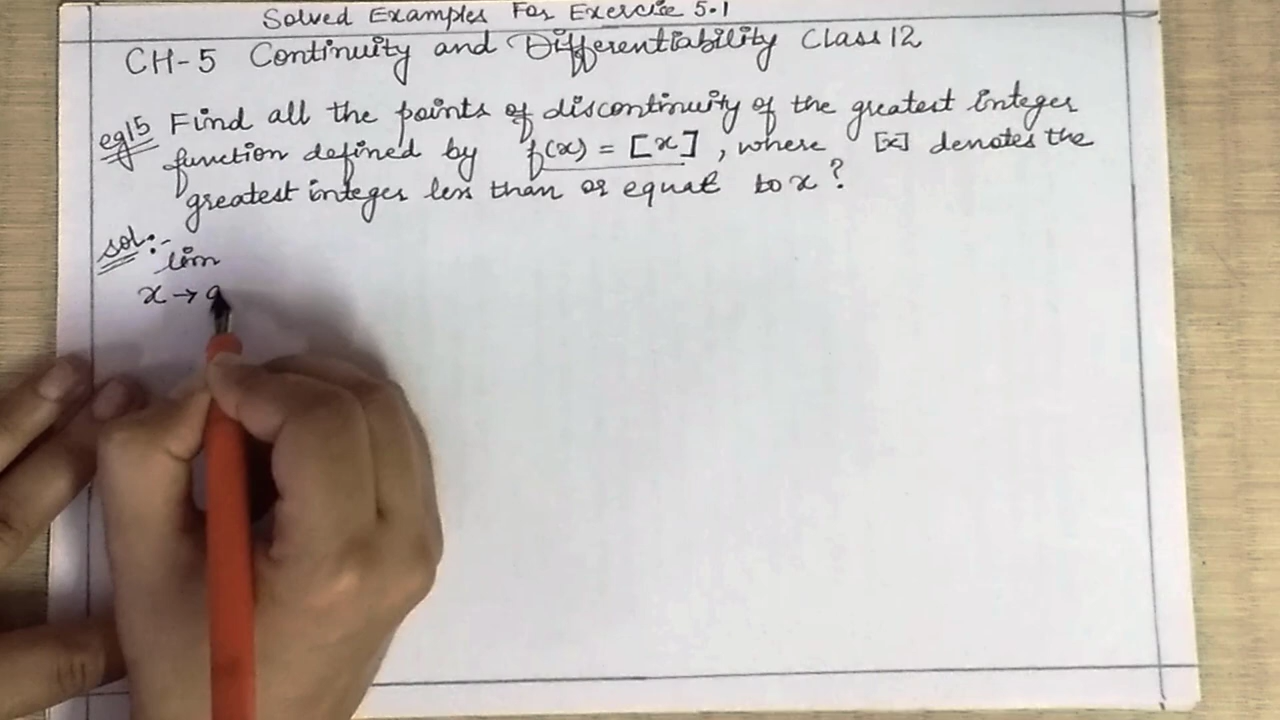 Solved Examples For Exercise 5.1
CH-5 Continuity and Differentiability Class 12
eg15 Find all the points of discontinuity of the greatest integer
function defined by f(x) = [x], where [x] denotes the
greatest integer less than or equal to x?
Sol:-
lim
x → a